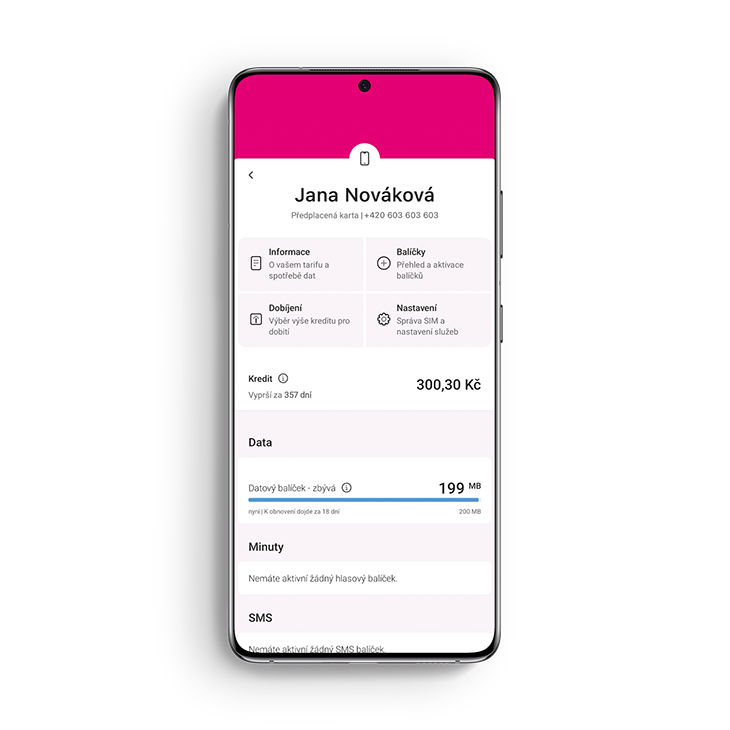 Jana Nováková
Předplacená karta | +420 603 603 603
Informace
O vašem tarifu a
spotřebě dat
Balíčky
Přehled a aktivace
balíčků
Dobíjení
Výběr výše kreditu pro
dobití
Nastavení
Správa SIM a
nastavení služeb
Kredit
300,30 Kč
Vyprší za 357 dní
Data
Datový balíček - zbývá
199 MB
nyní | K obnovení dojde za 18 dní
200 MB
Minuty
Nemáte aktivní žádný hlasový balíček.
SMS
Nemáte aktivní žádný SMS balíček.